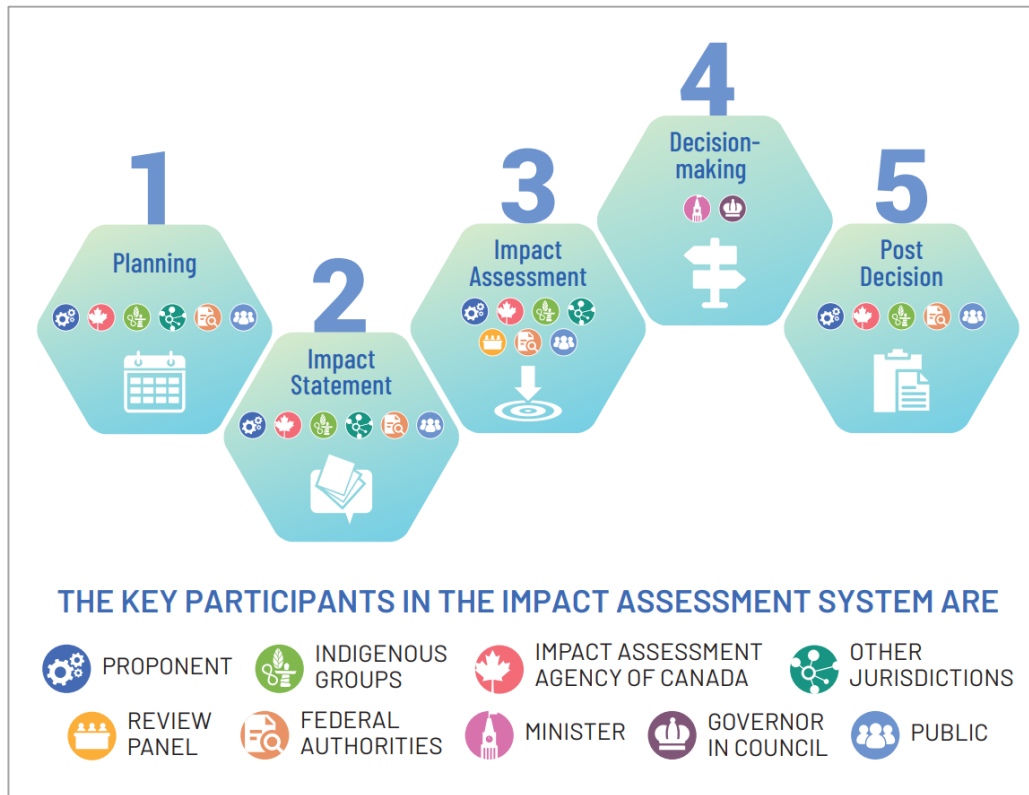 1
Planning
2
Impact
Statement
3
Impact
Assessment
4
Decision-
making
5
Post
Decision
THE KEY PARTICIPANTS IN THE IMPACT ASSESSMENT SYSTEM ARE
PROPONENT
INDIGENOUS
GROUPS
IMPACT ASSESSMENT
AGENCY OF CANADA
OTHER
JURISDICTIONS
REVIEW
PANEL
FEDERAL
AUTHORITIES
MINISTER
GOVERNOR
IN COUNCIL
PUBLIC